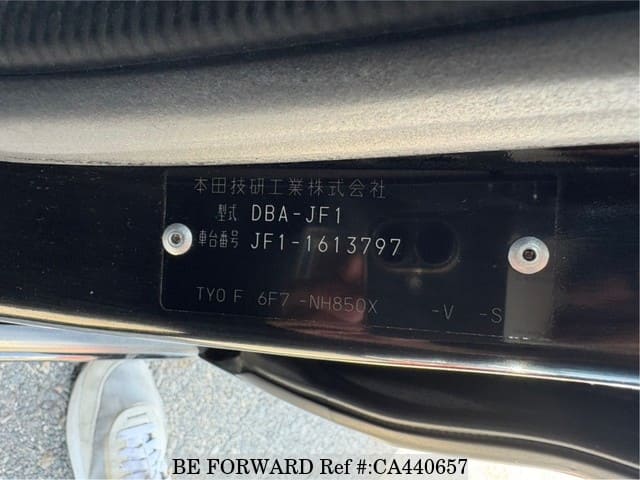 本田技研工業株式会社
型式 DBA-JF1
車台番号 JF1-1613797
TYO F 6F7 -NH850X -V -S
BE FORWARD Ref #:CA440657